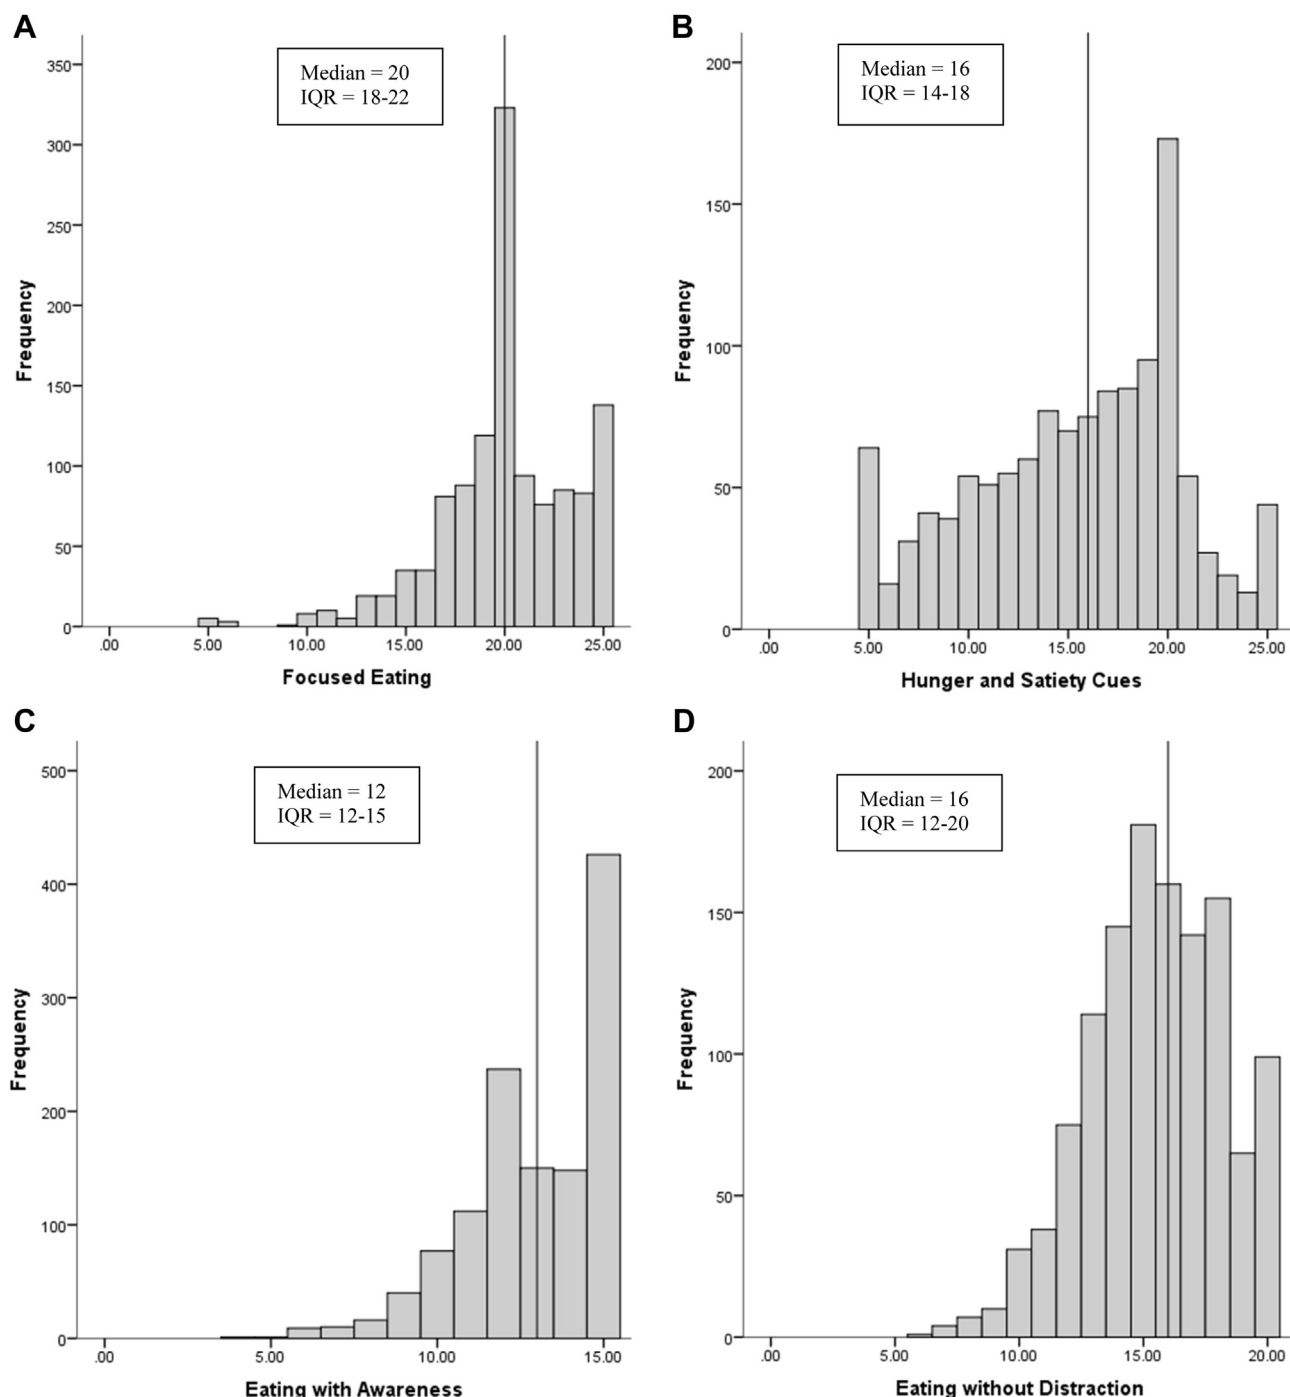 A
Median = 20
IQR = 18-22
350
300
250
200
150
100
50
0
Frequency
.00 5.00 10.00 15.00 20.00 25.00
Focused Eating
B
Median = 16
IQR = 14-18
200
150
100
50
0
Frequency
.00 5.00 10.00 15.00 20.00 25.00
Hunger and Satiety Cues
C
Median = 12
IQR = 12-15
500
400
300
200
100
0
Frequency
.00 5.00 10.00 15.00
Eating with Awareness
D
Median = 16
IQR = 12-20
200
150
100
50
0
Frequency
.00 5.00 10.00 15.00 20.00
Eating without Distraction